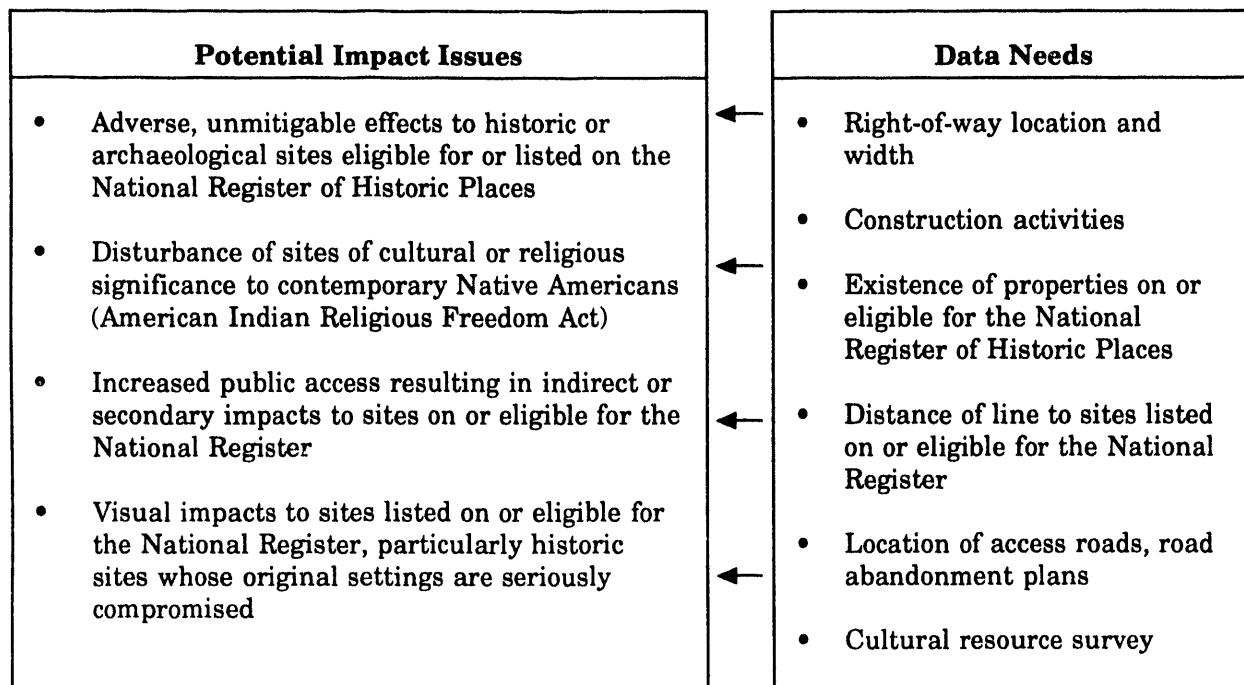 Potential Impact Issues
• Adverse, unmitigable effects to historic or
archaeological sites eligible for or listed on the
National Register of Historic Places
• Disturbance of sites of cultural or religious
significance to contemporary Native Americans
(American Indian Religious Freedom Act)
• Increased public access resulting in indirect or
secondary impacts to sites on or eligible for the
National Register
• Visual impacts to sites listed on or eligible for
the National Register, particularly historic
sites whose original settings are seriously
compromised
Data Needs
• Right-of-way location and
width
• Construction activities
• Existence of properties on or
eligible for the National
Register of Historic Places
• Distance of line to sites listed
on or eligible for the National
Register
• Location of access roads, road
abandonment plans
• Cultural resource survey